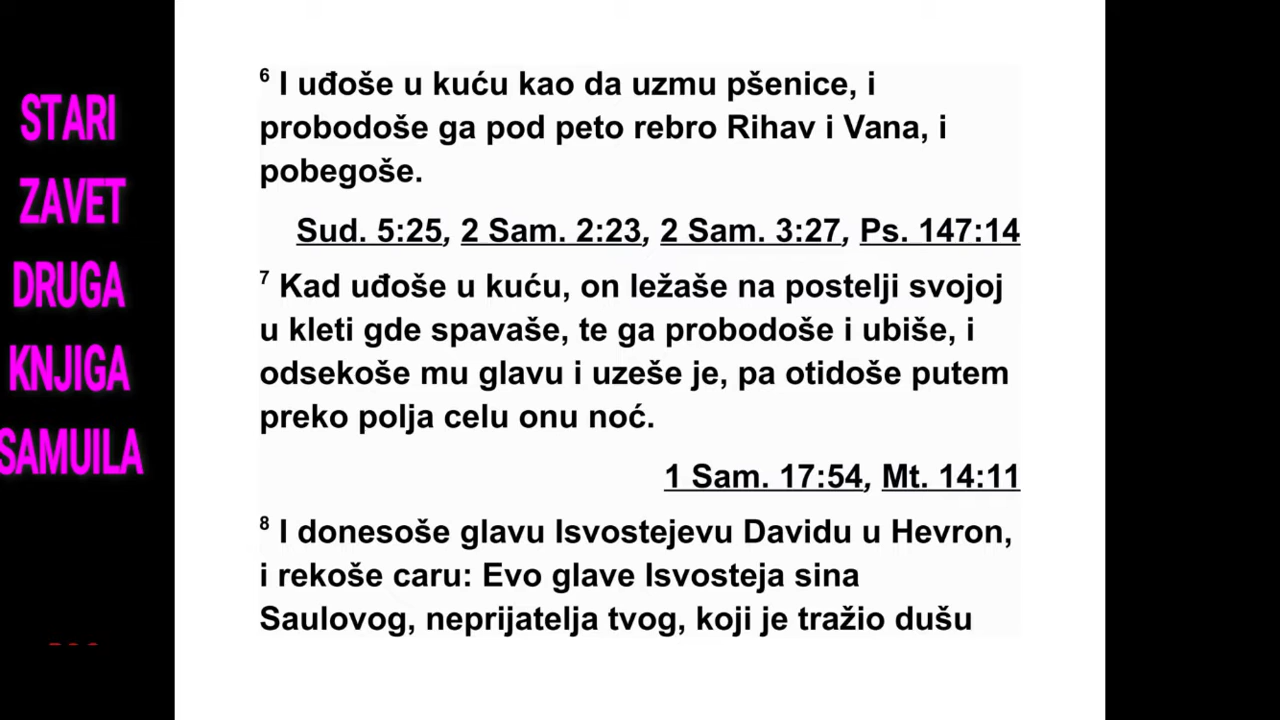 STARI
ZAVET
DRUGA
KNJIGA
SAMUILA
6 I uđoše u kuću kao da uzmu pšenice, i
probodoše ga pod peto rebro Rihav i Vana, i
pobegoše.
Sud. 5:25, 2 Sam. 2:23, 2 Sam. 3:27, Ps. 147:14
7 Kad uđoše u kuću, on ležaše na postelji svojoj
u kleti gde spavaše, te ga probodoše i ubiše, i
odsekoše mu glavu i uzeše je, pa otidoše putem
preko polja celu onu noć.
1 Sam. 17:54, Mt. 14:11
8 I donesoše glavu Isvostejevu Davidu u Hevron,
i rekoše caru: Evo glave Isvosteja sina
Saulovog, neprijatelja tvog, koji je tražio dušu